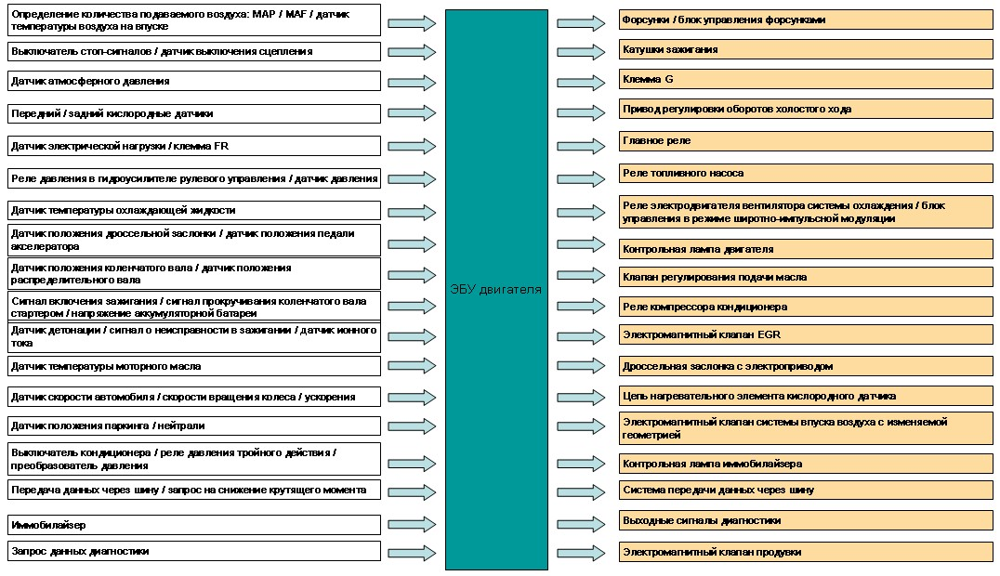 Определение количества подаваемого воздуха: MAP / MAF / датчик
температуры воздуха на впуске
Выключатель стоп-сигналов / датчик выключения сцепления
Датчик атмосферного давления
Передний / задний кислородные датчики
Датчик электрической нагрузки / клемма FR
Реле давления в гидроусилителе рулевого управления / датчик давления
Датчик температуры охлаждающей жидкости
Датчик положения дроссельной заслонки / датчик положения педали
акселератора
Датчик положения коленчатого вала / датчик положения
распределительного вала
Сигнал включения зажигания / сигнал прокручивания коленчатого вала
стартером / напряжение аккумуляторной батареи
Датчик детонации / сигнал о неисправности в зажигании / датчик ионного
тока
Датчик температуры моторного масла
Датчик скорости автомобиля / скорости вращения колеса / ускорения
Датчик положения паркинга / нейтрали
Выключатель кондиционера / реле давления тройного действия /
преобразователь давления
Передача данных через шину / запрос на снижение крутящего момента
Иммобилайзер
Запрос данных диагностики
ЭБУ двигателя
Форсунки / блок управления форсунками
Катушки зажигания
Клемма G
Привод регулировки оборотов холостого хода
Главное реле
Реле топливного насоса
Реле электродвигателя вентилятора системы охлаждения / блок
управления в режиме широтно-импульсной модуляции
Контрольная лампа двигателя
Клапан регулирования подачи масла
Реле компрессора кондиционера
Электромагнитный клапан EGR
Дроссельная заслонка с электроприводом
Цепь нагревательного элемента кислородного датчика
Электромагнитный клапан системы впуска воздуха с изменяемой
геометрией
Контрольная лампа иммобилайзера
Система передачи данных через шину
Выходные сигналы диагностики
Электромагнитный клапан продувки